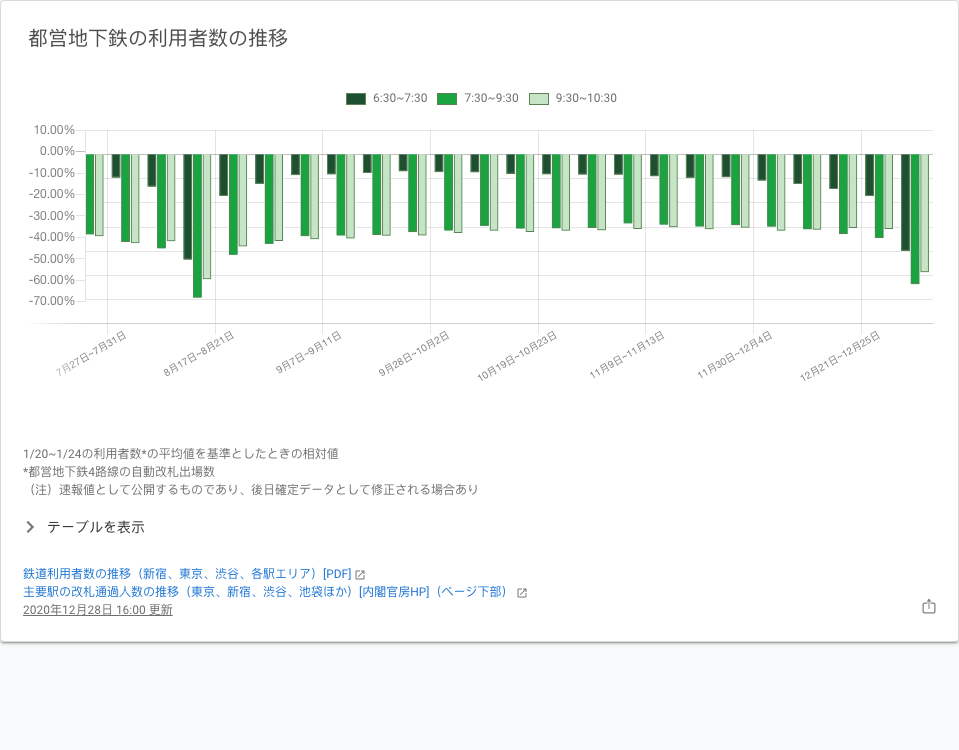 都営地下鉄の利用者数の推移
6:30~7:30 7:30~9:30 9:30~10:30
10.00%
0.00%
-10.00%
-20.00%
-30.00%
-40.00%
-50.00%
-60.00%
-70.00%
7月27日~7月31日 8月17日~8月21日 9月7日~9月11日 9月28日~10月2日 10月19日~10月23日 11月9日~11月13日 11月30日~12月4日 12月21日~12月25日
1/20~1/24の利用者数*の平均値を基準としたときの相対値
*都営地下鉄4路線の自動改札出場数
（注）速報値として公開するものであり、後日確定データとして修正される場合あり
テーブルを表示
鉄道利用者数の推移（新宿、東京、渋谷、各駅エリア）[PDF]
主要駅の改札通過人数の推移（東京、新宿、渋谷、池袋ほか）[内閣官房HP]（ページ下部）
2020年12月28日 16:00 更新